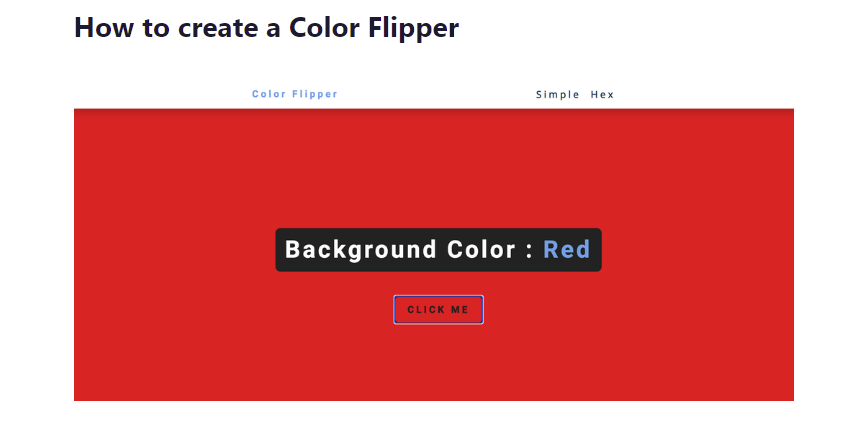 How to create a Color Flipper
Color Flipper
Simple Hex
Background Color : Red
CLICK ME